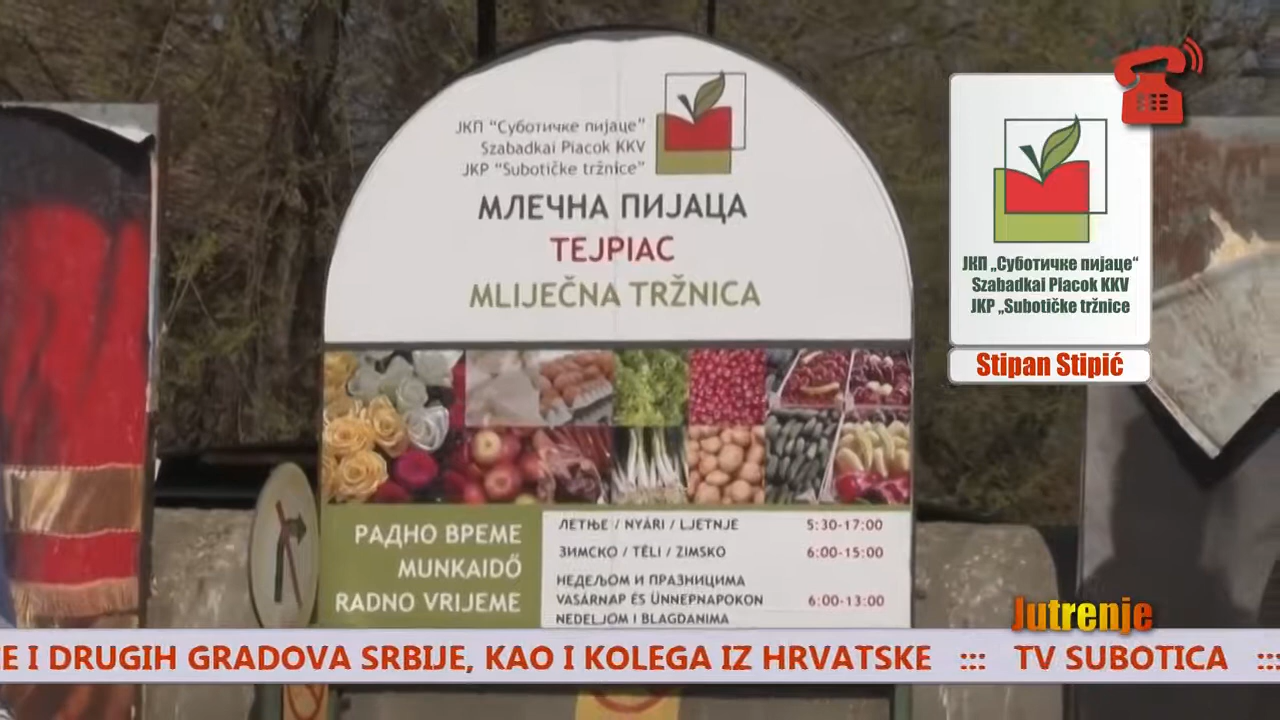 ЈКП “Суботичке пијаце”
Szabadkai Piacok KKV
JKP “Subotičke tržnice”
МЛЕЧНА ПИЈАЦА
TEJPIAC
MLIJEČNA TRŽNICA
РАДНО ВРЕМЕ
MUNKAIDŐ
RADNO VRIJEME
ЛЕТЊЕ / NYÁRI / LJETNJE 5:30-17:00
ЗИМСКО / TÉLI / ZIMSKO 6:00-15:00
НЕДЕЉОМ И ПРАЗНИЦИМА
VASÁRNAP ÉS ÜNNEPNAPOKON 6:00-13:00
NEDELJOM I BLAGDANIMA
ЈКП „Суботичке пијаце“
Szabadkai Piacok KKV
JKP „Subotičke tržnice
Stipan Stipić
Jutrenje
E I DRUGIH GRADOVA SRBIJE, KAO I KOLEGA IZ HRVATSKE ::: TV SUBOTICA :::